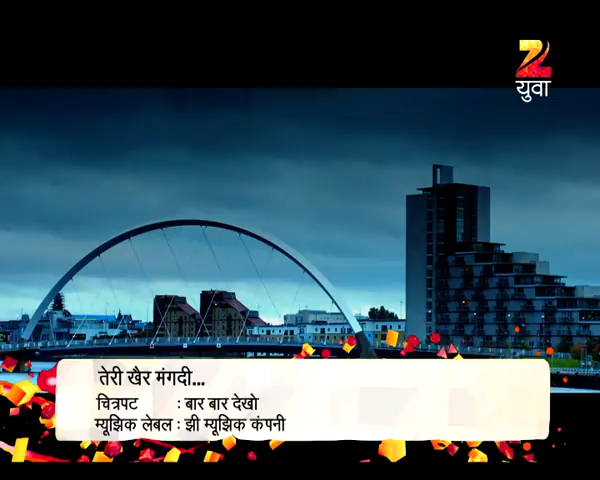 युवा
तेरी खैर मंगदी...
चित्रपट : बार बार देखो
म्यूझिक लेबल : झी म्यूझिक कंपनी